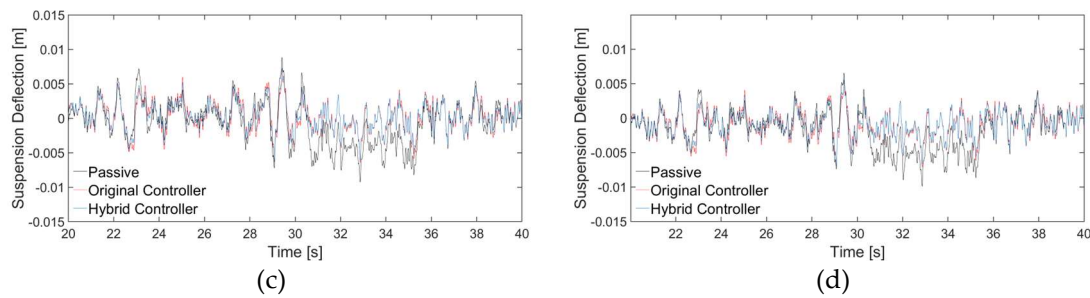 0.015
0.01
0.005
0
-0.005
-0.01
-0.015
Suspension Deflection [m]
Passive
Original Controller
Hybrid Controller
20 22 24 26 28 30 32 34 36 38 40
Time [s]
(c)
0.015
0.01
0.005
0
-0.005
-0.01
-0.015
Suspension Deflection [m]
Passive
Original Controller
Hybrid Controller
22 24 26 28 30 32 34 36 38 40
Time [s]
(d)